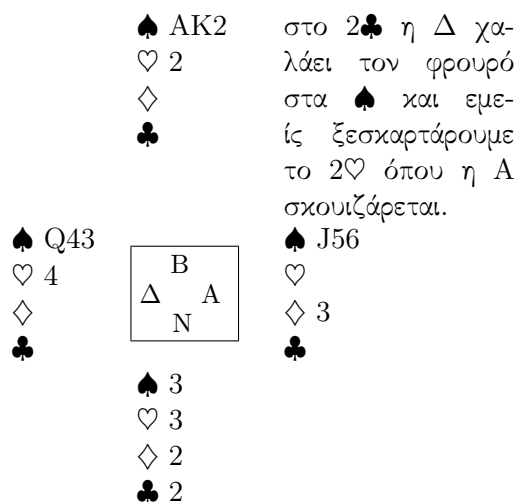 ♠ AK2
♡ 2
♢
♣
στο 2♣ η Δ χα-
λάει τον φρουρό
στα ♠ και εμε-
ίς ξεσκαρτάρουμε
το 2♡ όπου η Α
σκουιζάρεται.
♠ Q43
♡ 4
♢
♣
Β
Δ Α
Ν
♠ J56
♡
♢ 3
♣
♠ 3
♡ 3
♢ 2
♣ 2